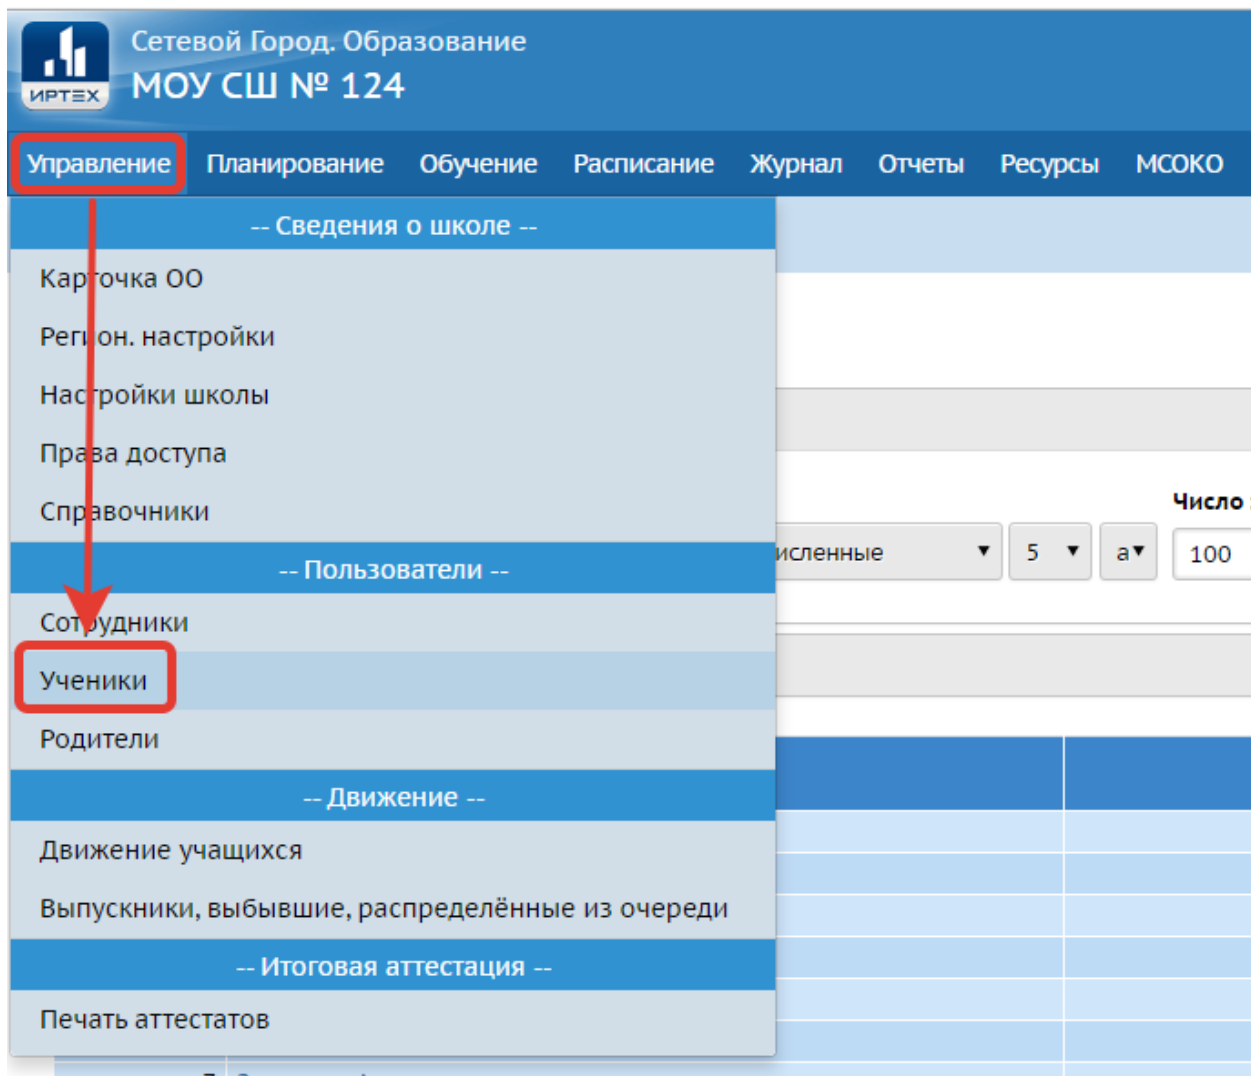 Сетевой Город. Образование
МОУ СШ № 124
ИРТЕХ
Управление Планирование Обучение Расписание Журнал Отчеты Ресурсы МСОКО
-- Сведения о школе --
Карточка ОО
Регион. настройки
Настройки школы
Права доступа
Справочники
Число
-- Пользователи --
исленные 5 а 100
Сотрудники
Ученики
Родители
-- Движение --
Движение учащихся
Выпускники, выбывшие, распределённые из очереди
-- Итоговая аттестация --
Печать аттестатов